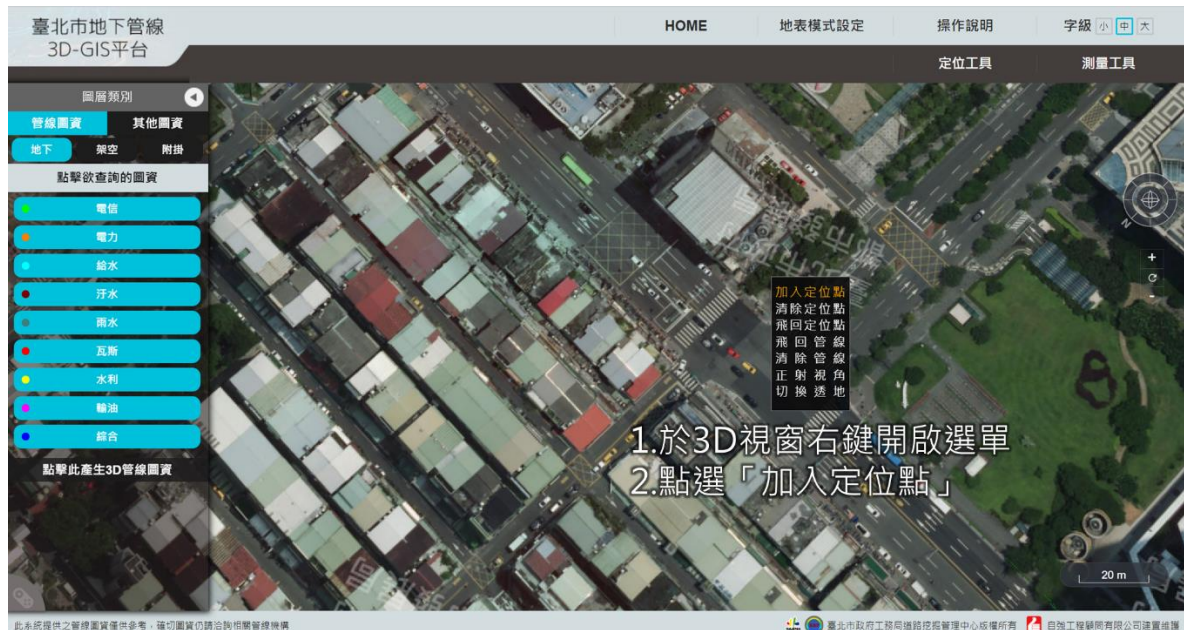 臺北市地下管線
3D-GIS平台
HOME 地表模式設定 操作說明 字級 小 中 大
定位工具 測量工具
圖層類別
管線圖資 其他圖資
地下 架空 附掛
點擊欲查詢的圖資
電信
電力
給水
汙水
雨水
瓦斯
水利
輸油
綜合
點擊此產生3D管線圖資
N
+
-
加入定位點
清除定位點
飛回定位點
飛回管線
清除管線
正射視角
切換透地
1.於3D視窗右鍵開啟選單
2.點選「加入定位點」
20 m
此系統提供之管線圖資僅供參考，確切圖資仍請洽詢相關管線機構
臺北市政府工務局道路挖掘管理中心版權所有 自強工程顧問有限公司建置維護